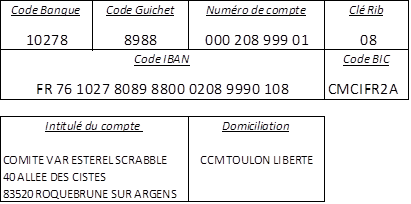 Code Banque Code Guichet Numéro de compte Clé Rib
10278 8988 000 208 999 01 08
Code IBAN Code BIC
FR 76 1027 8089 8800 0208 9990 108 CMCIFR2A
Intitulé du compte Domiciliation
COMITE VAR ESTEREL SCRABBLE CCM TOULON LIBERTE
40 ALLEE DES CISTES
83520 ROQUEBRUNE SUR ARGENS